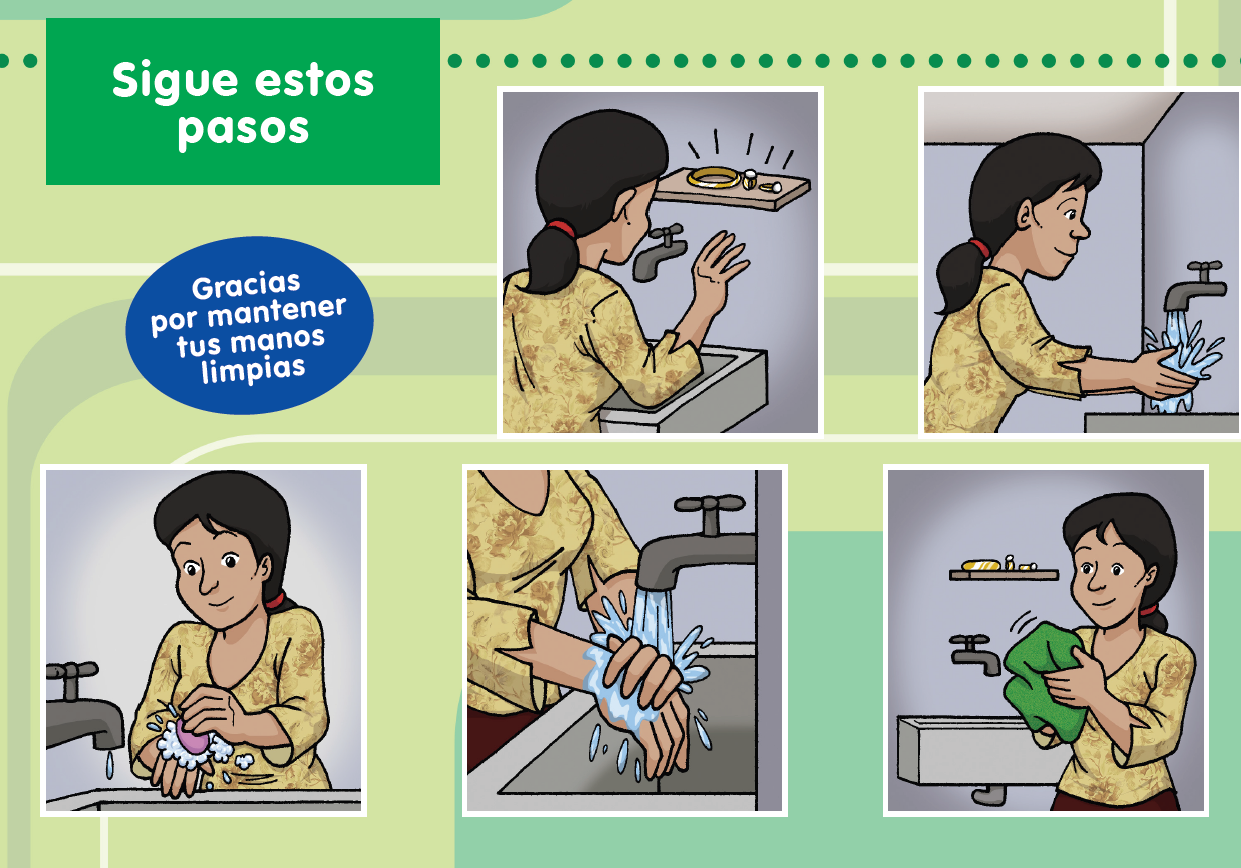 Sigue estos
pasos
Gracias
por mantener
tus manos
limpias